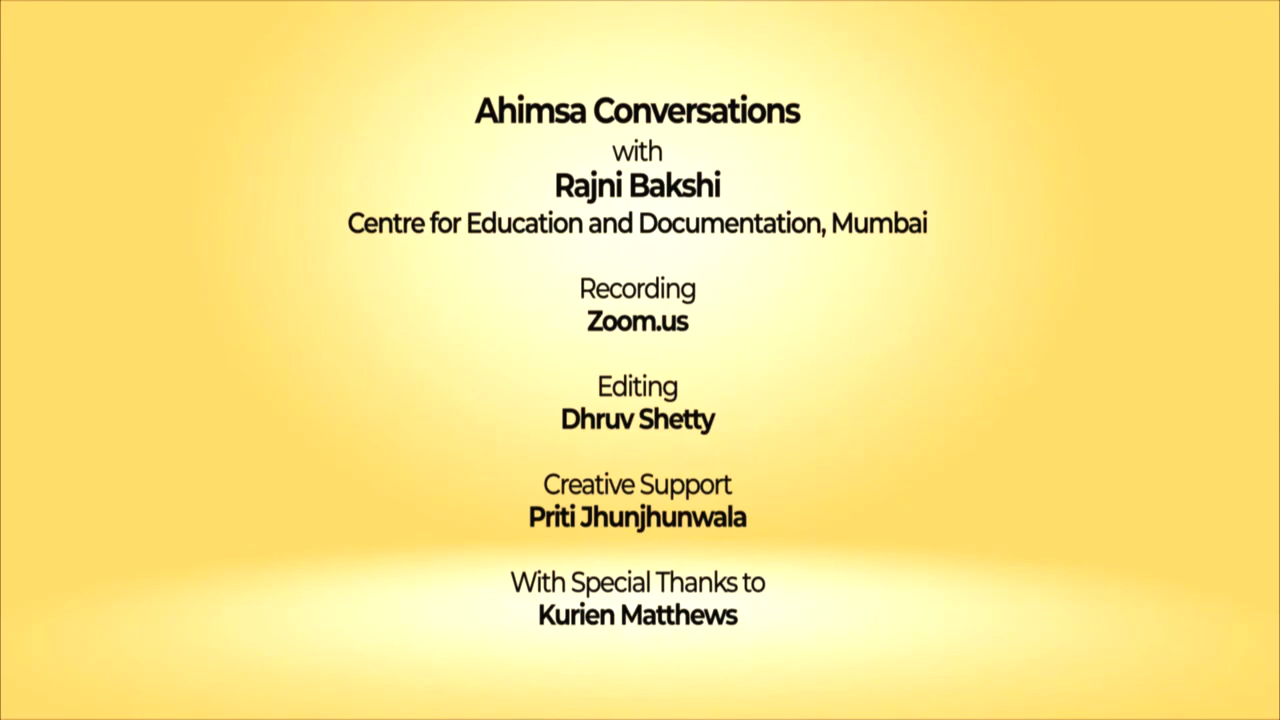 Ahimsa Conversations
with
Rajni Bakshi
Centre for Education and Documentation, Mumbai
Recording
Zoom.us
Editing
Dhruv Shetty
Creative Support
Priti Jhunjhunwala
With Special Thanks to
Kurien Matthews